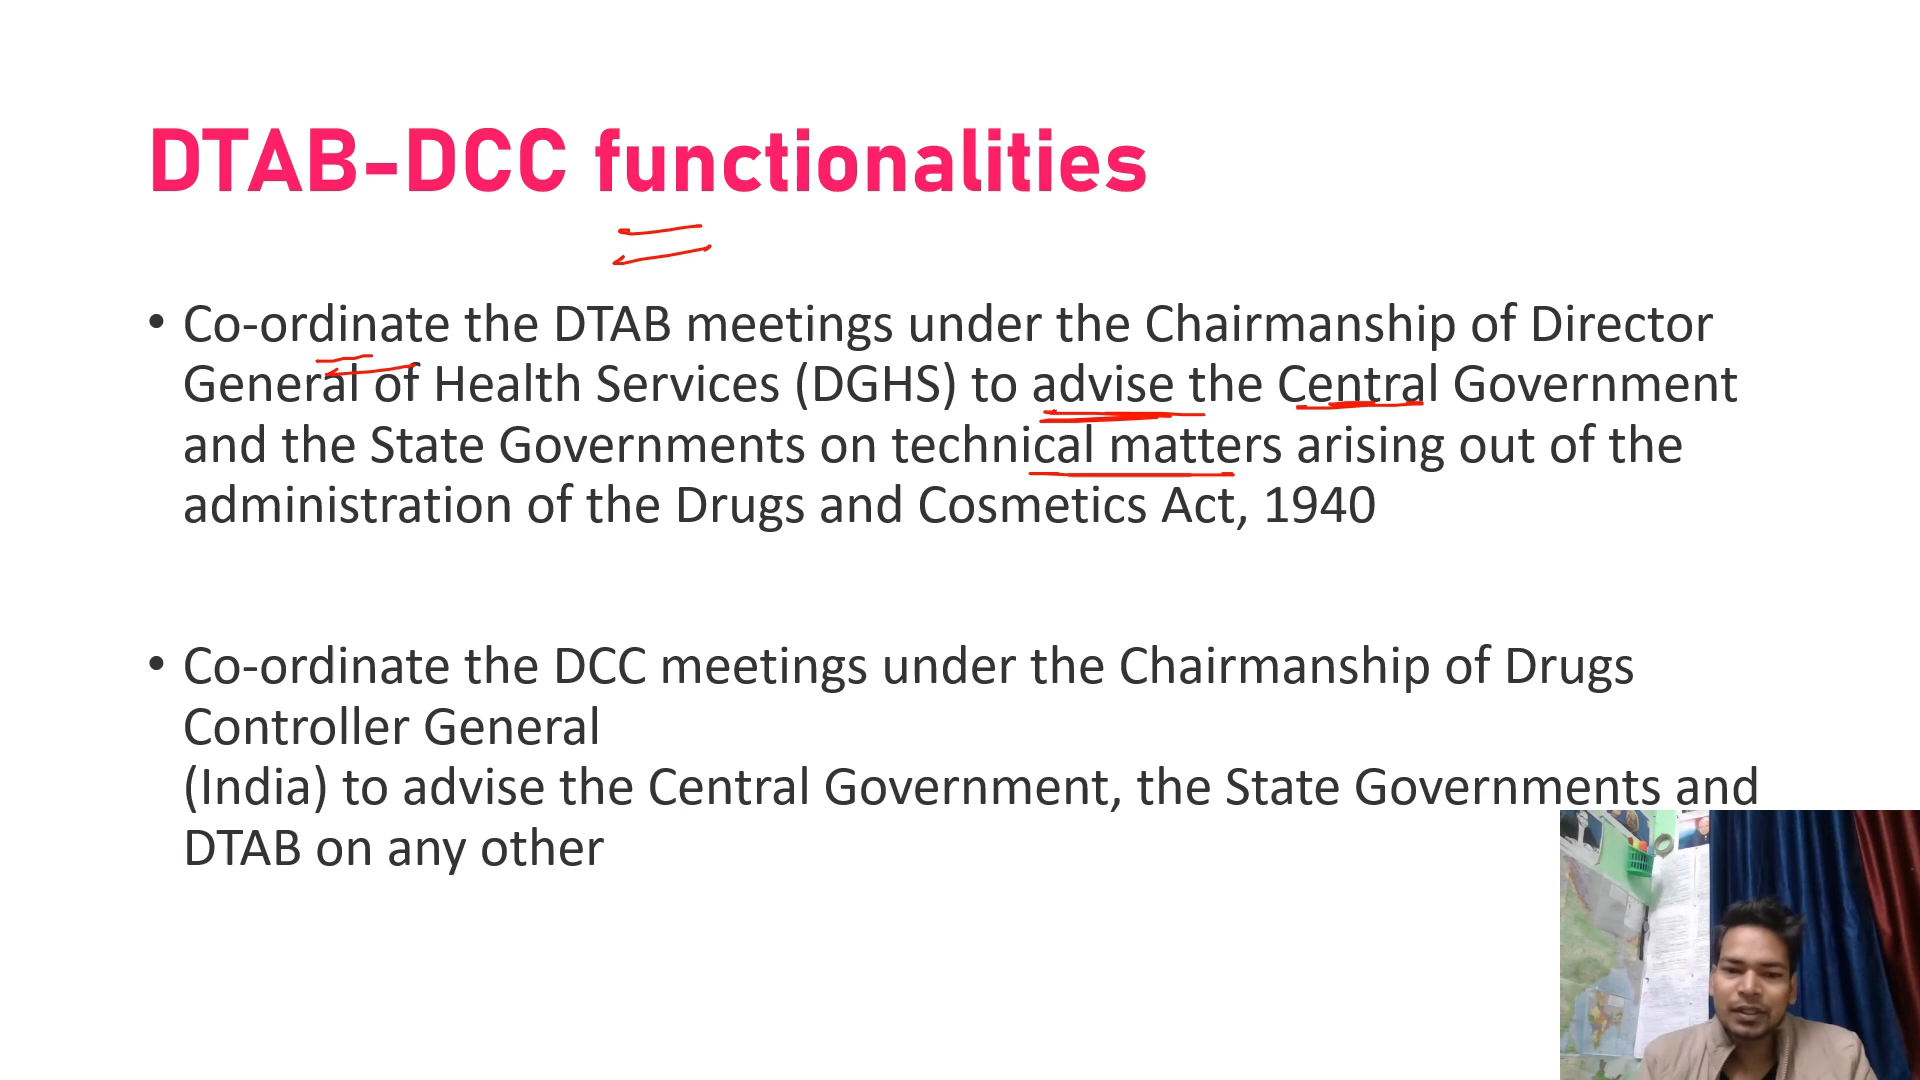 DTAB-DCC functionalities
• Co-ordinate the DTAB meetings under the Chairmanship of Director
General of Health Services (DGHS) to advise the Central Government
and the State Governments on technical matters arising out of the
administration of the Drugs and Cosmetics Act, 1940
• Co-ordinate the DCC meetings under the Chairmanship of Drugs
Controller General
(India) to advise the Central Government, the State Governments and
DTAB on any other